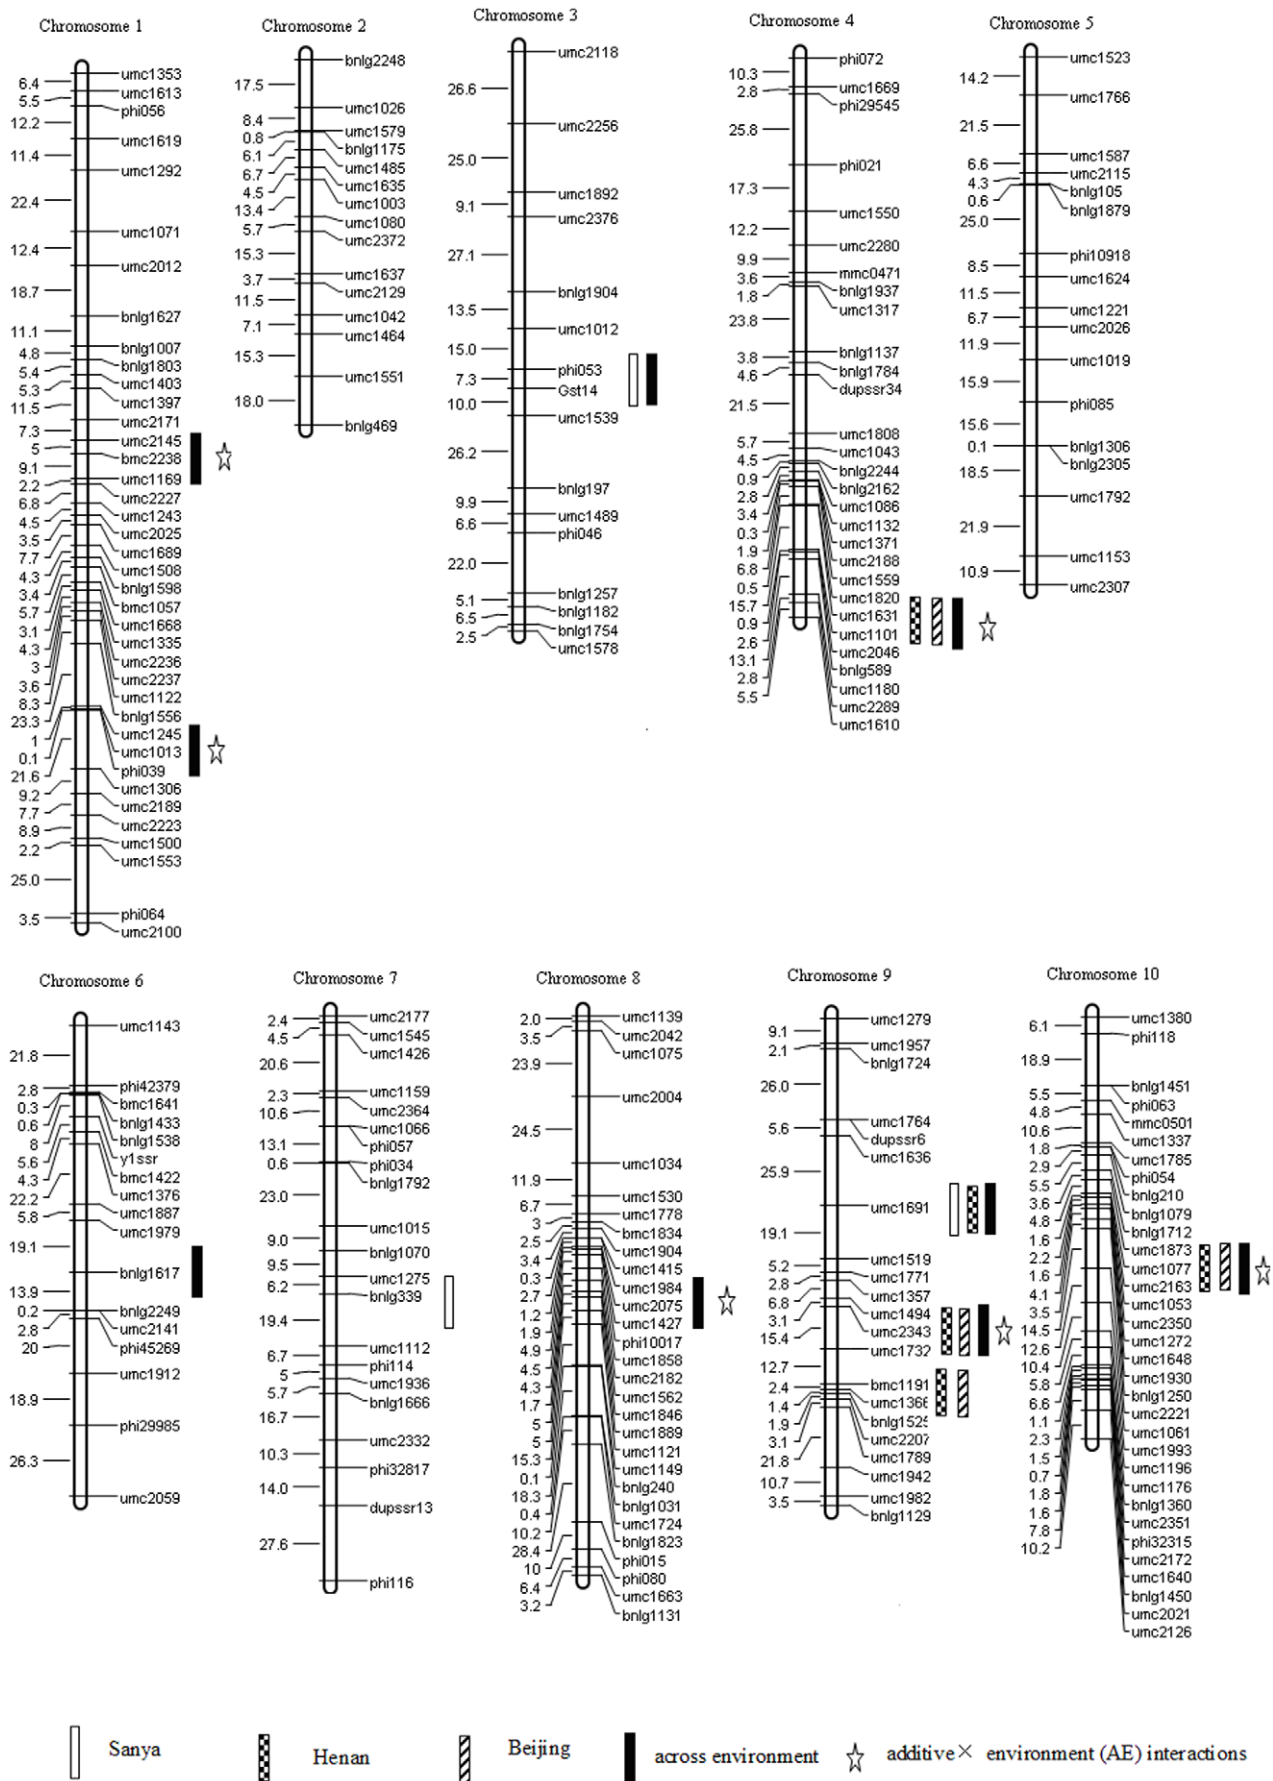 Chromosome 1
6.4
5.5
12.2
11.4
22.4
12.4
18.7
11.1
4.8
5.4
5.3
11.5
7.3
5
9.1
2.2
6.8
4.5
3.5
7.7
4.3
3.4
5.7
3.1
4.3
3
3.6
8.3
23.3
1
0.1
21.6
9.2
7.7
8.9
2.2
25.0
3.5
umc1353
umc1613
phi056
umc1619
umc1292
umc1071
umc2012
bnlg1627
bnlg1007
bnlg1803
umc1403
umc1397
umc2171
umc2145
bmc2238
umc1169
umc2227
umc1243
umc2025
umc1689
umc1508
bnlg1598
bmc1057
umc1668
umc1335
umc2236
umc2237
umc1122
bnlg1556
umc1245
umc1013
phi039
umc1306
umc2189
umc2223
umc1500
umc1553
phi064
umc2100
Chromosome 2
17.5
8.4
0.8
6.1
6.7
4.5
13.4
5.7
15.3
3.7
11.5
7.1
15.3
18.0
bnlg2248
umc1026
umc1579
bnlg1175
umc1485
umc1635
umc1003
umc1080
umc2372
umc1637
umc2129
umc1042
umc1464
umc1551
bnlg469
Chromosome 3
26.6
25.0
9.1
27.1
13.5
15.0
7.3
10.0
26.2
9.9
6.6
22.0
5.1
6.5
2.5
umc2118
umc2256
umc1892
umc2376
bnlg1904
umc1012
phi053
Gst14
umc1539
bnlg197
umc1489
phi046
bnlg1257
bnlg1182
bnlg1754
umc1578
Chromosome 4
10.3
2.8
25.8
17.3
12.2
9.9
3.6
1.8
23.8
3.8
4.6
21.5
5.7
4.5
0.9
2.8
3.4
0.3
1.9
6.8
0.5
15.7
0.9
2.6
13.1
2.8
5.5
phi072
umc1669
phi29545
phi021
umc1550
umc2280
mmc0471
bnlg1937
umc1317
bnlg1137
bnlg1784
dupssr34
umc1808
umc1043
bnlg2244
bnlg2162
umc1086
umc1132
umc1371
umc2188
umc1559
umc1820
umc1631
umc1101
umc2046
bnlg589
umc1180
umc2289
umc1610
Chromosome 5
14.2
21.5
6.6
4.3
0.6
25.0
8.5
11.5
6.7
11.9
15.9
15.6
0.1
18.5
21.9
10.9
umc1523
umc1766
umc1587
umc2115
bnlg105
bnlg1879
phi10918
umc1624
umc1221
umc2026
umc1019
phi085
bnlg1306
bnlg2305
umc1792
umc1153
umc2307
Chromosome 6
21.8
2.8
0.3
0.6
8
5.6
4.3
22.2
5.8
19.1
13.9
0.2
2.8
20
18.9
26.3
umc1143
phi42379
bmc1641
bnlg1433
bnlg1538
y1ssr
bmc1422
umc1376
umc1887
umc1979
bnlg1617
bnlg2249
umc2141
phi45269
umc1912
phi29985
umc2059
Chromosome 7
2.4
4.5
20.6
2.3
10.6
13.1
0.6
23.0
9.0
9.5
6.2
19.4
6.7
5
5.7
16.7
10.3
14.0
27.6
umc2177
umc1545
umc1426
umc1159
umc2364
umc1066
phi057
phi034
bnlg1792
umc1015
bnlg1070
umc1275
bnlg339
umc1112
phi114
umc1936
bnlg1666
umc2332
phi32817
dupssr13
phi116
Chromosome 8
2.0
3.5
23.9
24.5
11.9
6.7
3
2.5
3.4
0.3
2.7
1.2
1.9
4.9
4.5
4.3
1.7
5
5
15.3
0.1
18.3
0.4
10.2
28.4
10
6.4
3.2
umc1139
umc2042
umc1075
umc2004
umc1034
umc1530
umc1778
bmc1834
umc1904
umc1415
umc1984
umc2075
umc1427
phi10017
umc1858
umc2182
umc1562
umc1846
umc1889
umc1121
umc1149
bnlg240
bnlg1031
umc1724
bnlg1823
phi015
phi080
umc1663
bnlg1131
Chromosome 9
9.1
2.1
26.0
5.6
25.9
19.1
5.2
2.8
6.8
3.1
15.4
12.7
2.4
1.4
1.9
3.1
21.8
10.7
3.5
umc1279
umc1957
bnlg1724
umc1764
dupssr6
umc1636
umc1691
umc1519
umc1771
umc1357
umc1494
umc2343
umc1732
bmc1191
umc1366
bnlg1525
umc2207
umc1789
umc1942
umc1982
bnlg1129
Chromosome 10
6.1
18.9
5.5
4.8
10.6
1.8
2.9
5.5
3.6
4.8
1.6
2.2
1.6
4.1
3.5
14.5
12.6
10.4
5.8
6.6
1.1
2.3
1.5
0.7
1.8
1.6
7.8
10.2
umc1380
phi118
bnlg1451
phi063
mmc0501
umc1337
umc1785
phi054
bnlg210
bnlg1079
bnlg1712
umc1873
umc1077
umc2163
umc1053
umc2350
umc1272
umc1648
umc1930
bnlg1250
umc2221
umc1061
umc1993
umc1196
umc1176
bnlg1360
umc2351
phi32315
umc2172
umc1640
bnlg1450
umc2021
umc2126
Sanya
Henan
Beijing
across environment
additive× environment (AE) interactions